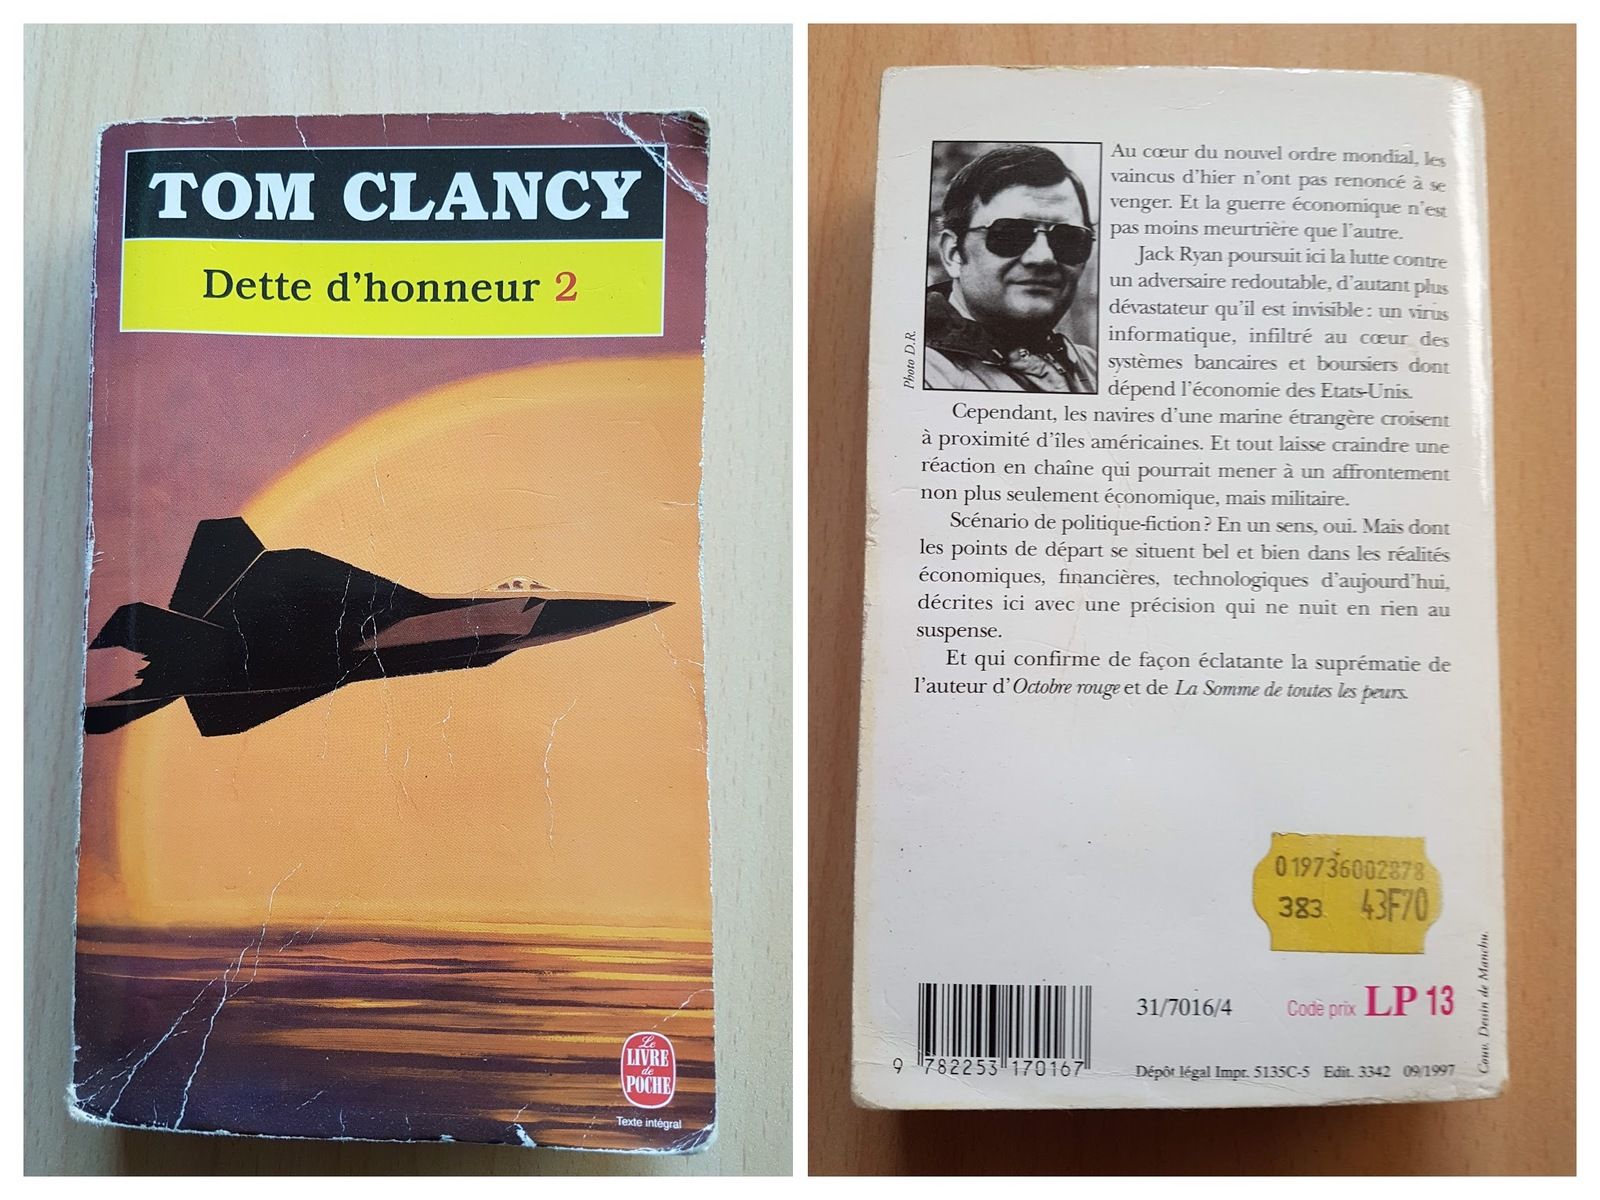 TOM CLANCY
Dette d'honneur 2
Le
LIVRE
de
POCHE
Texte intégral
Photo D.R.
Au cœur du nouvel ordre mondial, les
vaincus d'hier n'ont pas renoncé à se
venger. Et la guerre économique n'est
pas moins meurtrière que l'autre.
Jack Ryan poursuit ici la lutte contre
un adversaire redoutable, d'autant plus
dévastateur qu'il est invisible : un virus
informatique, infiltré au cœur des
systèmes bancaires et boursiers dont
dépend l'économie des Etats-Unis.
Cependant, les navires d'une marine étrangère croisent
à proximité d'îles américaines. Et tout laisse craindre une
réaction en chaîne qui pourrait mener à un affrontement
non plus seulement économique, mais militaire.
Scénario de politique-fiction ? En un sens, oui. Mais dont
les points de départ se situent bel et bien dans les réalités
économiques, financières, technologiques d'aujourd'hui,
décrites ici avec une précision qui ne nuit en rien au
suspense.
Et qui confirme de façon éclatante la suprématie de
l'auteur d'Octobre rouge et de La Somme de toutes les peurs.
019736002878
383 43F70
31/7016/4
Code prix LP 13
9 782253 170167
Dépôt légal Impr. 5135C-5 Edit. 3342 09/1997
Couv. Dessin de Manchu.